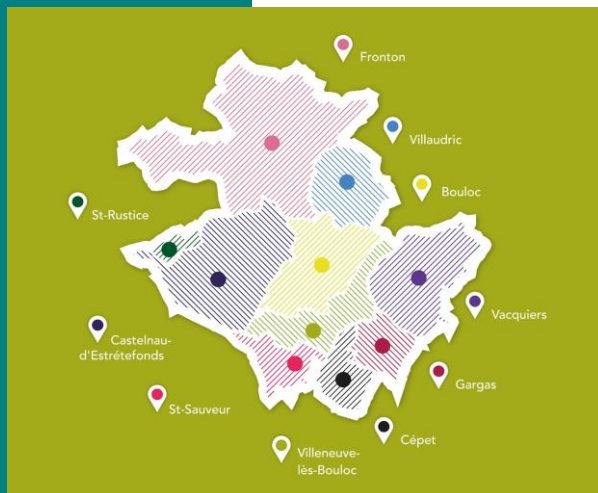 Fronton
Villaudric
Bouloc
St-Rustice
Vacquiers
Castelnau-
d'Estrétefonds
Gargas
St-Sauveur
Cépet
Villeneuve-
lès-Bouloc